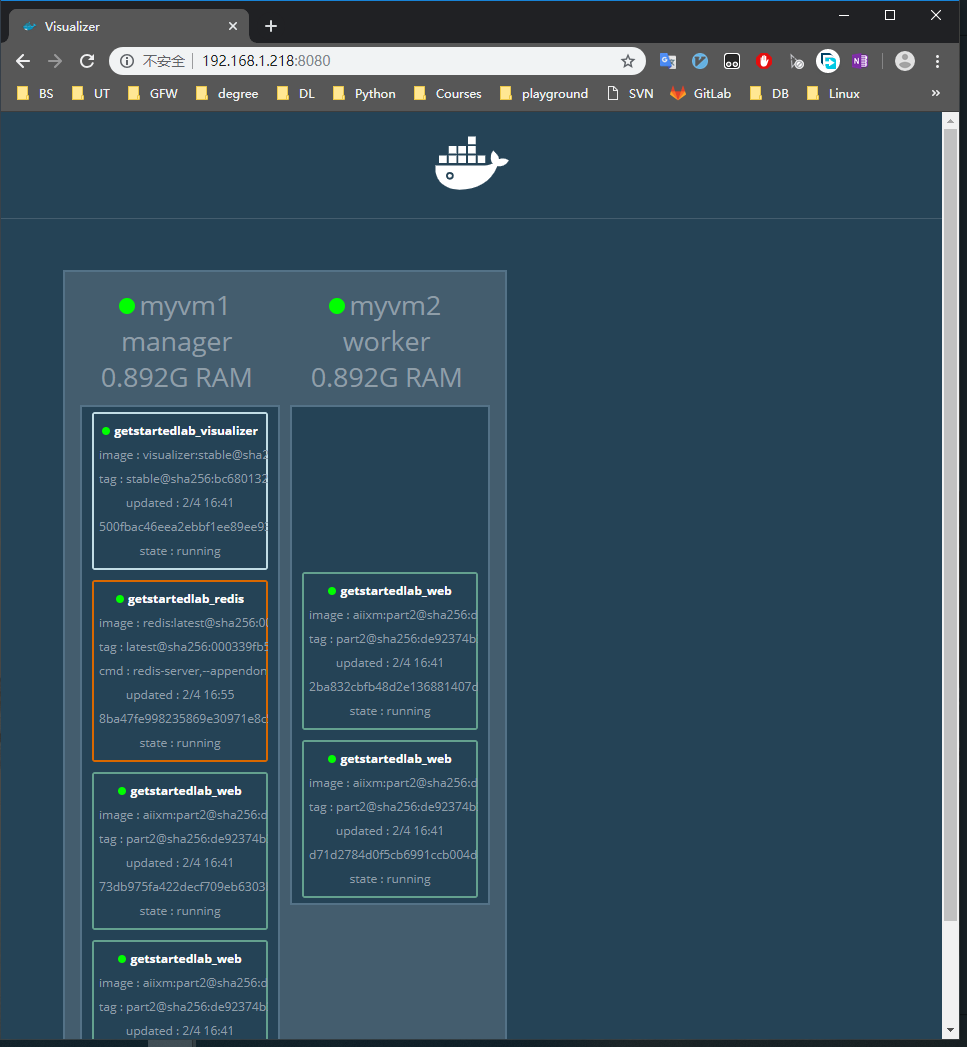 Visualizer
不安全 192.168.1.218:8080
BS UT GFW degree DL Python Courses playground SVN GitLab DB Linux »
myvm1
manager
0.892G RAM
getstartedlab_visualizer
image : visualizer:stable@sha2
tag : stable@sha256:bc680132
updated : 2/4 16:41
500fbac46eea2ebbf1ee89ee9
state : running
getstartedlab_redis
image : redis:latest@sha256:0
tag : latest@sha256:000339fb5
cmd : redis-server,--appendon
updated : 2/4 16:55
8ba47fe998235869e30971e8c
state : running
getstartedlab_web
image : aiixm:part2@sha256:d
tag : part2@sha256:de92374b
updated : 2/4 16:41
73db975fa422decf709eb6303
state : running
getstartedlab_web
image : aiixm:part2@sha256:d
tag : part2@sha256:de92374b
updated : 2/4 16:41
myvm2
worker
0.892G RAM
getstartedlab_web
image : aiixm:part2@sha256:d
tag : part2@sha256:de92374b
updated : 2/4 16:41
2ba832cbfb48d2e136881407c
state : running
getstartedlab_web
image : aiixm:part2@sha256:d
tag : part2@sha256:de92374b
updated : 2/4 16:41
d71d2784d0f5cb6991ccb004d
state : running